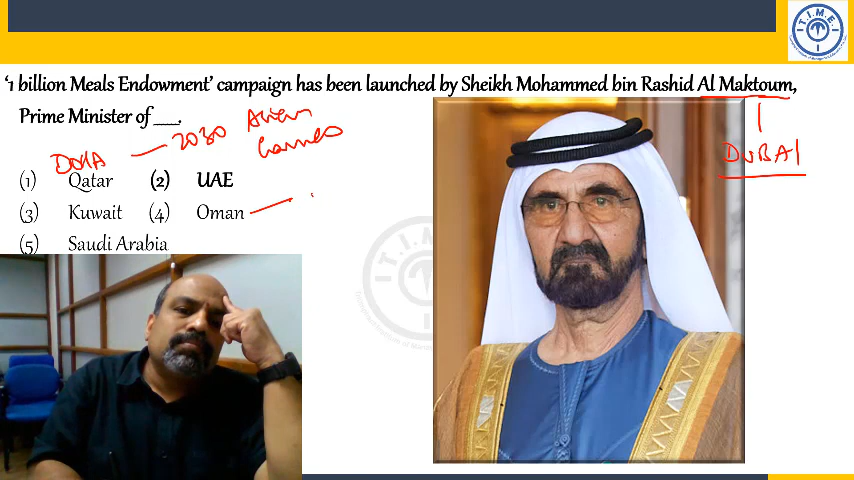 T.I.M.E.
'1 billion Meals Endowment' campaign has been launched by Sheikh Mohammed bin Rashid Al Maktoum,
Prime Minister of ____.
DOHA — 2030 Asian Games
DUBAI
(1) Qatar (2) UAE
(3) Kuwait (4) Oman
(5) Saudi Arabia
T.I.M.E.